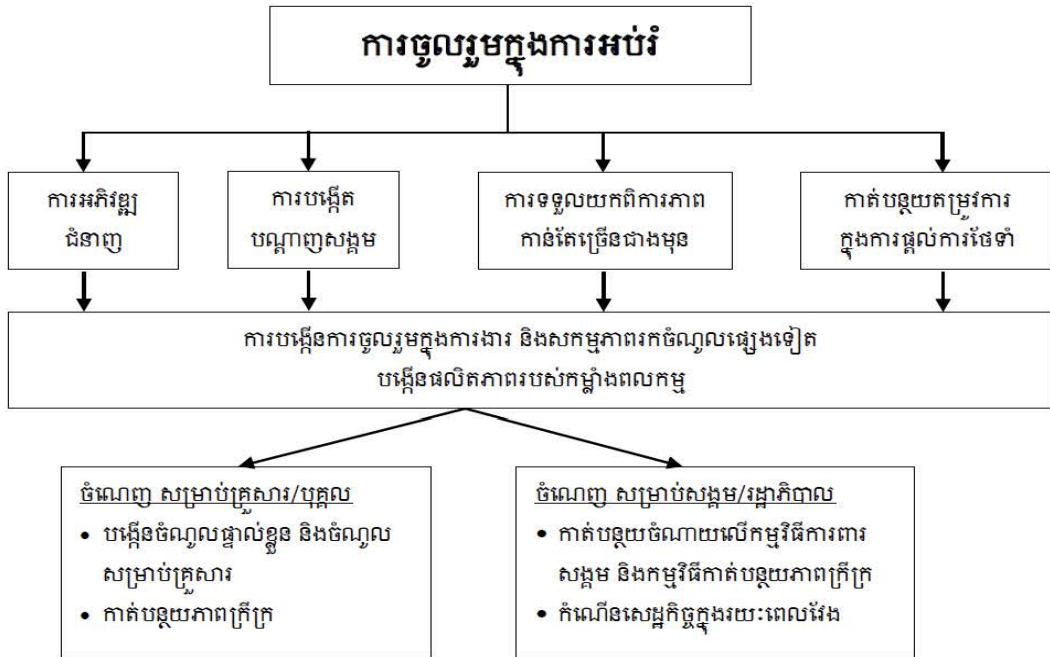 ការចូលរួមក្នុងការអប់រំ
ការអភិវឌ្ឍ
ជំនាញ
ការបង្កើត
បណ្តាញសង្គម
ការទទួលយកពិការភាព
កាន់តែច្រើនជាងមុន
កាត់បន្ថយតម្រូវការ
ក្នុងការផ្តល់ការថែទាំ
ការបង្កើនការចូលរួមក្នុងការងារ និងសកម្មភាពរកចំណូលផ្សេងទៀត
បង្កើនផលិតភាពរបស់កម្លាំងពលកម្ម
ចំណេញ សម្រាប់គ្រួសារ/បុគ្គល
• បង្កើនចំណូលផ្ទាល់ខ្លួន និងចំណូល
សម្រាប់គ្រួសារ
• កាត់បន្ថយភាពក្រីក្រ
ចំណេញ សម្រាប់សង្គម/រដ្ឋាភិបាល
• កាត់បន្ថយចំណាយលើកម្មវិធីការពារ
សង្គម និងកម្មវិធីកាត់បន្ថយភាពក្រីក្រ
• កំណើនសេដ្ឋកិច្ចក្នុងរយៈពេលវែង